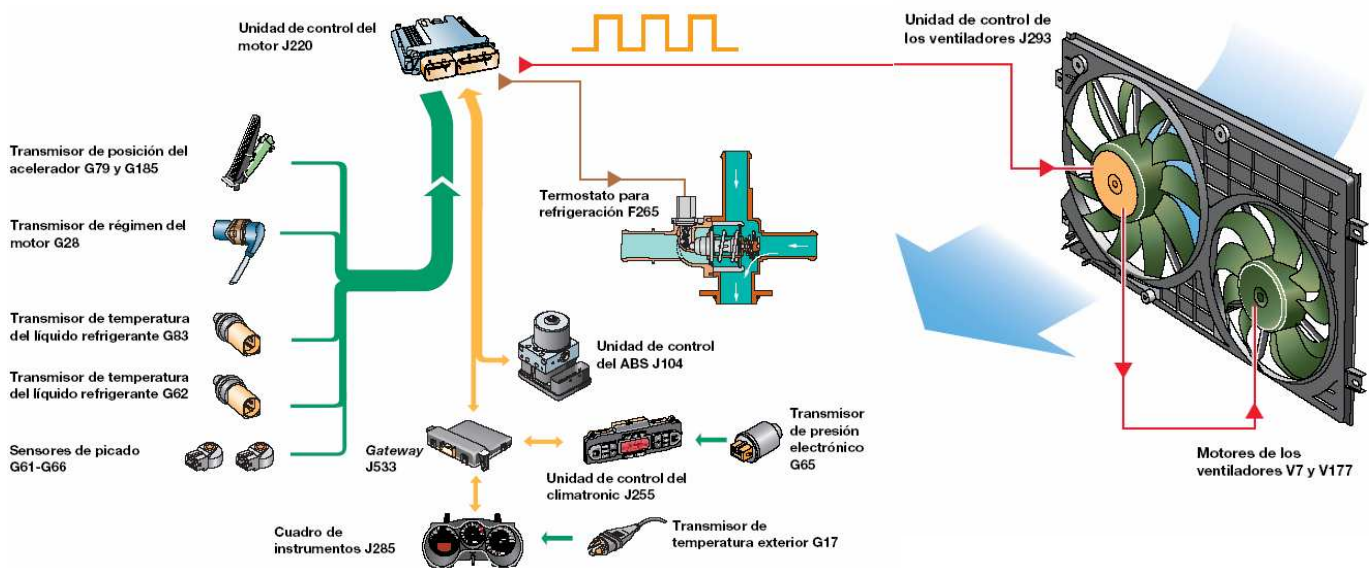 Unidad de control del
motor J220
Unidad de control de
los ventiladores J293
Transmisor de posición del
acelerador G79 y G185
Termostato para
refrigeración F265
Transmisor de régimen del
motor G28
Transmisor de temperatura
del líquido refrigerante G83
Unidad de control
del ABS J104
Transmisor de temperatura
del líquido refrigerante G62
Transmisor
de presión
electrónico
G65
Sensores de picado
G61-G66
Gateway
J533
Unidad de control del
climatronic J255
Motores de los
ventiladores V7 y V177
Cuadro de
instrumentos J285
Transmisor de
temperatura exterior G17